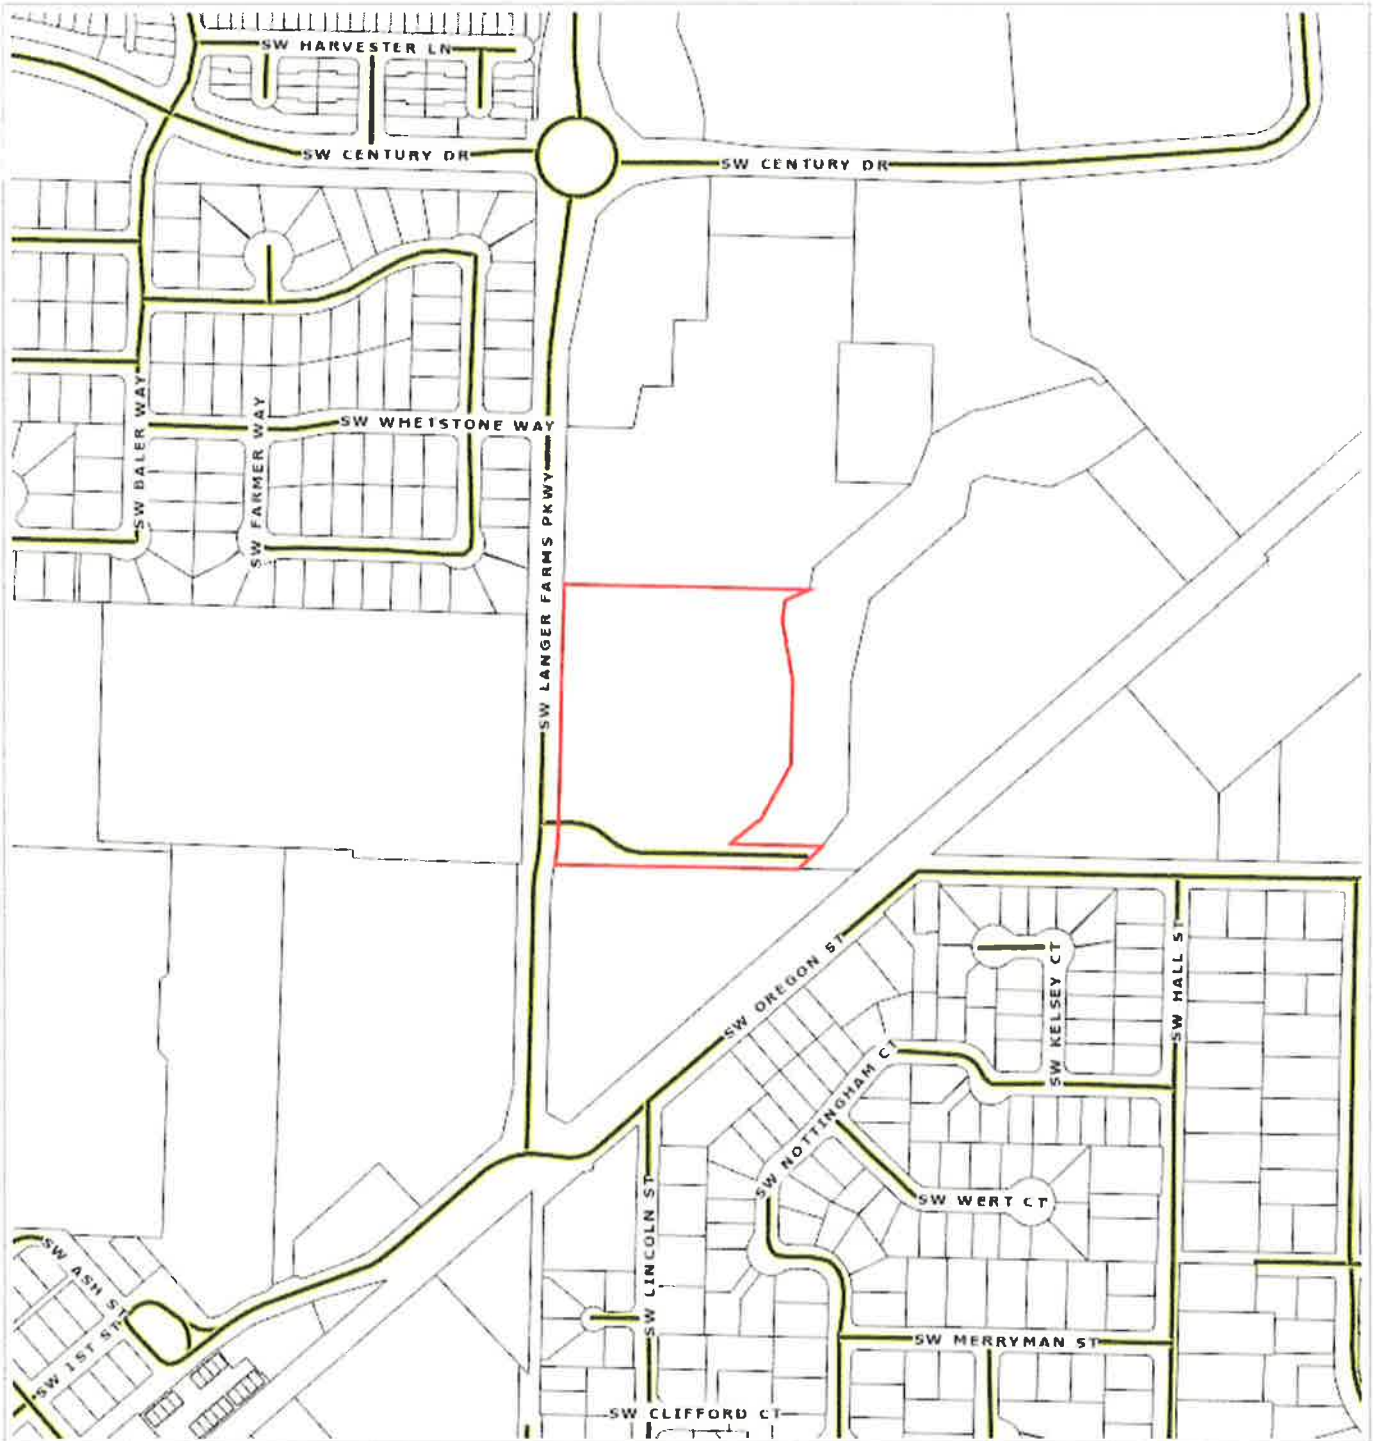 SW HARVESTER LN
SW CENTURY DR
SW CENTURY DR
SW WHETSTONE WAY
SW BALER WAY
SW FARMER WAY
SW LANGER FARMS PKWY
SW OREGON ST
SW KELSEY CT
SW HALL ST
SW NOTTINGHAM CT
SW WERT CT
SW LINCOLN ST
SW ASH ST
SW 1ST ST
SW MERRYMAN ST
SW CLIFFORD CT